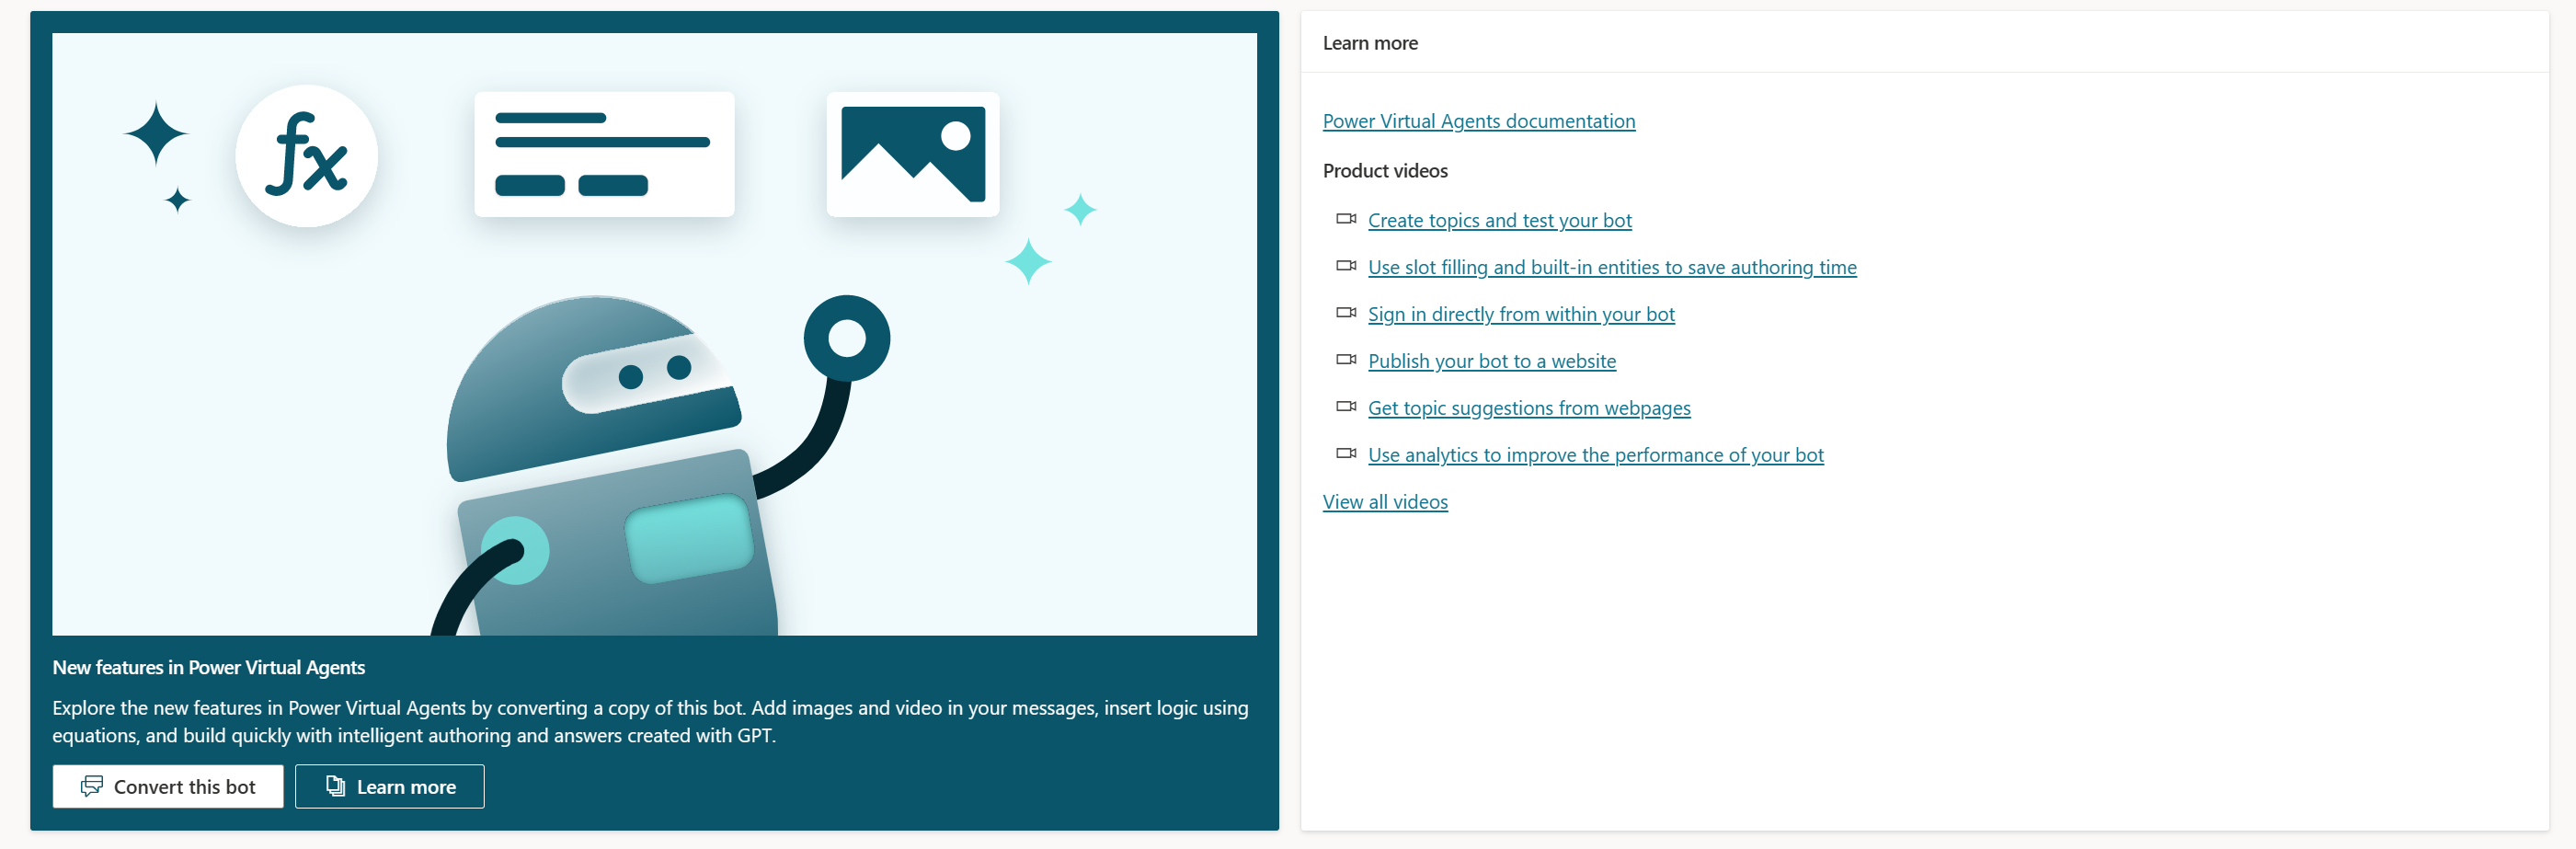 fx
New features in Power Virtual Agents
Explore the new features in Power Virtual Agents by converting a copy of this bot. Add images and video in your messages, insert logic using
equations, and build quickly with intelligent authoring and answers created with GPT.
Convert this bot
Learn more
Learn more
Power Virtual Agents documentation
Product videos
Create topics and test your bot
Use slot filling and built-in entities to save authoring time
Sign in directly from within your bot
Publish your bot to a website
Get topic suggestions from webpages
Use analytics to improve the performance of your bot
View all videos